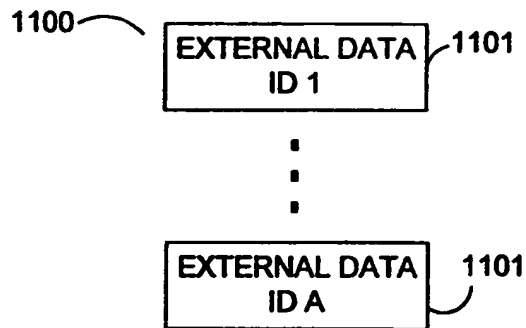 1100
EXTERNAL DATA
ID 1
1101
EXTERNAL DATA
ID A
1101